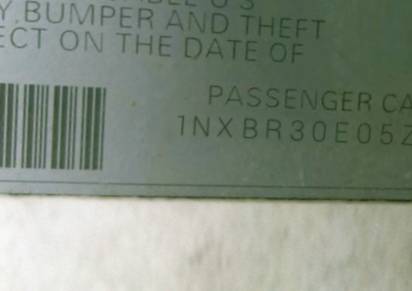 Y, BUMPER AND THEFT
ECT ON THE DATE OF
PASSENGER CA
1NXBR30E05Z